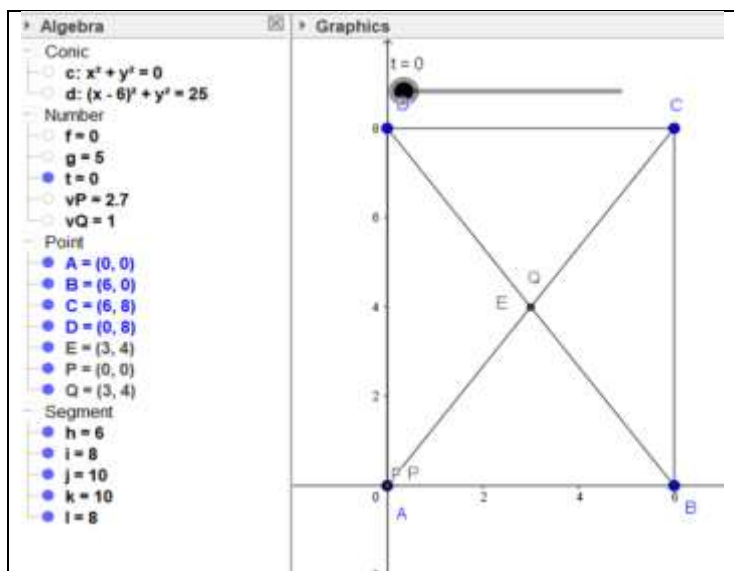 Algebra
Conic
c: x² + y² = 0
d: (x - 6)² + y² = 25
Number
f = 0
g = 5
t = 0
vP = 2.7
vQ = 1
Point
A = (0, 0)
B = (6, 0)
C = (6, 8)
D = (0, 8)
E = (3, 4)
P = (0, 0)
Q = (3, 4)
Segment
h = 6
i = 8
j = 10
k = 10
l = 8
Graphics
t = 0
C
8
6
Q
E
4
2
P
0
A
2
4
6
B